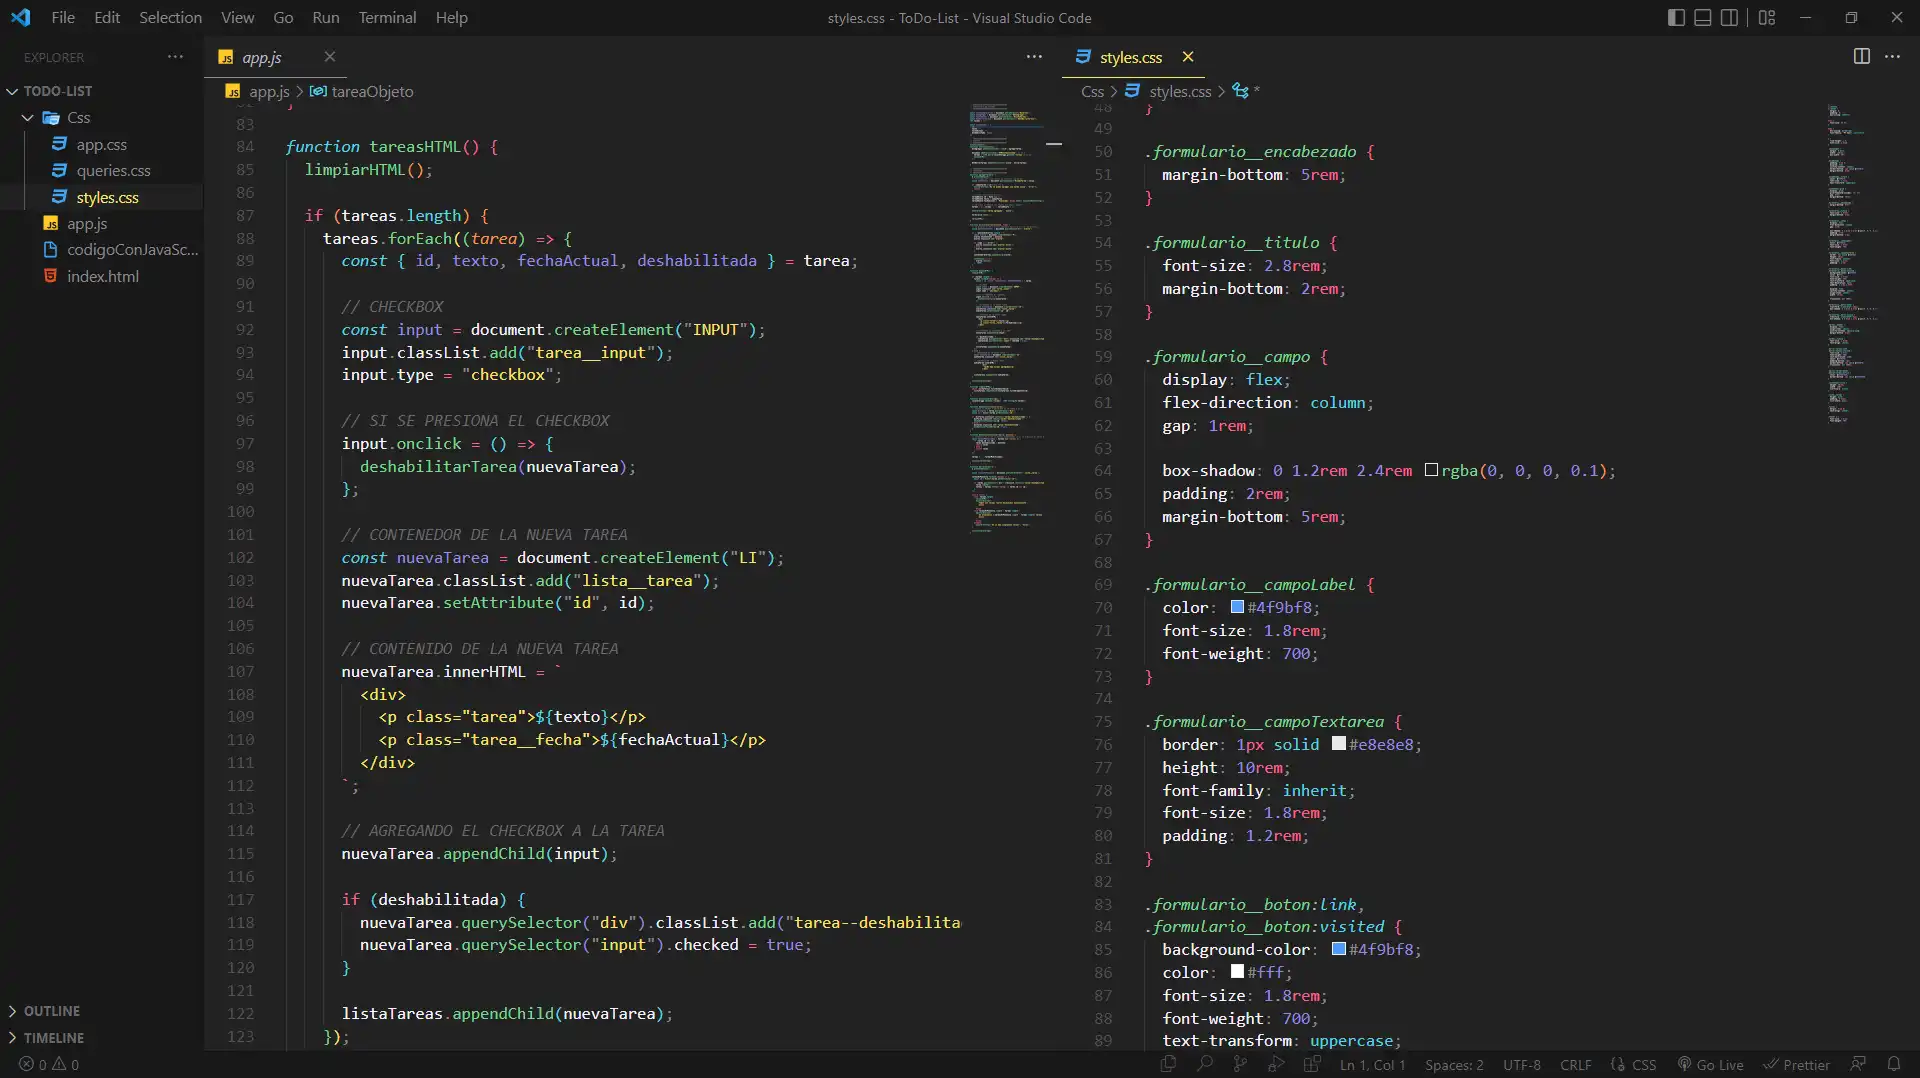 File Edit Selection View Go Run Terminal Help
styles.css - ToDo-List - Visual Studio Code
EXPLORER
TODO-LIST
Css
app.css
queries.css
styles.css
JS app.js
codigoConJavaSc...
index.html
OUTLINE
TIMELINE
JS app.js
JS app.js > tareaObjeto
82 }
83
84 function tareasHTML() {
85 limpiarHTML();
86
87 if (tareas.length) {
88 tareas.forEach((tarea) => {
89 const { id, texto, fechaActual, deshabilitada } = tarea;
90
91 // CHECKBOX
92 const input = document.createElement("INPUT");
93 input.classList.add("tarea__input");
94 input.type = "checkbox";
95
96 // SI SE PRESIONA EL CHECKBOX
97 input.onclick = () => {
98 deshabilitarTarea(nuevaTarea);
99 };
100
101 // CONTENEDOR DE LA NUEVA TAREA
102 const nuevaTarea = document.createElement("LI");
103 nuevaTarea.classList.add("lista__tarea");
104 nuevaTarea.setAttribute("id", id);
105
106 // CONTENIDO DE LA NUEVA TAREA
107 nuevaTarea.innerHTML = `
108 <div>
109 <p class="tarea">${texto}</p>
110 <p class="tarea__fecha">${fechaActual}</p>
111 </div>
112 `;
113
114 // AGREGANDO EL CHECKBOX A LA TAREA
115 nuevaTarea.appendChild(input);
116
117 if (deshabilitada) {
118 nuevaTarea.querySelector("div").classList.add("tarea--deshabilita
119 nuevaTarea.querySelector("input").checked = true;
120 }
121
122 listaTareas.appendChild(nuevaTarea);
123 });
styles.css
Css > styles.css > *
48 }
49
50 .formulario__encabezado {
51 margin-bottom: 5rem;
52 }
53
54 .formulario__titulo {
55 font-size: 2.8rem;
56 margin-bottom: 2rem;
57 }
58
59 .formulario__campo {
60 display: flex;
61 flex-direction: column;
62 gap: 1rem;
63
64 box-shadow: 0 1.2rem 2.4rem rgba(0, 0, 0, 0.1);
65 padding: 2rem;
66 margin-bottom: 5rem;
67 }
68
69 .formulario__campoLabel {
70 color: #4f9bf8;
71 font-size: 1.8rem;
72 font-weight: 700;
73 }
74
75 .formulario__campoTextarea {
76 border: 1px solid #e8e8e8;
77 height: 10rem;
78 font-family: inherit;
79 font-size: 1.8rem;
80 padding: 1.2rem;
81 }
82
83 .formulario__boton:link,
84 .formulario__boton:visited {
85 background-color: #4f9bf8;
86 color: #fff;
87 font-size: 1.8rem;
88 font-weight: 700;
89 text-transform: uppercase;
0 0
Ln 1, Col 1 Spaces: 2 UTF-8 CRLF {} CSS Go Live Prettier